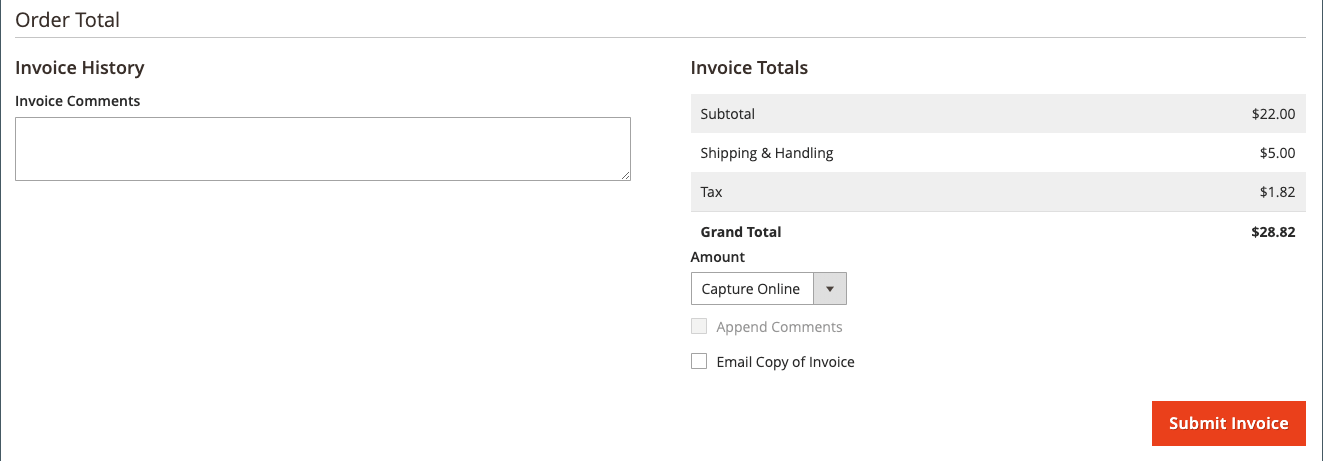 Order Total
Invoice History
Invoice Comments
Invoice Totals
Subtotal $22.00
Shipping & Handling $5.00
Tax $1.82
Grand Total $28.82
Amount
Capture Online
Append Comments
Email Copy of Invoice
Submit Invoice